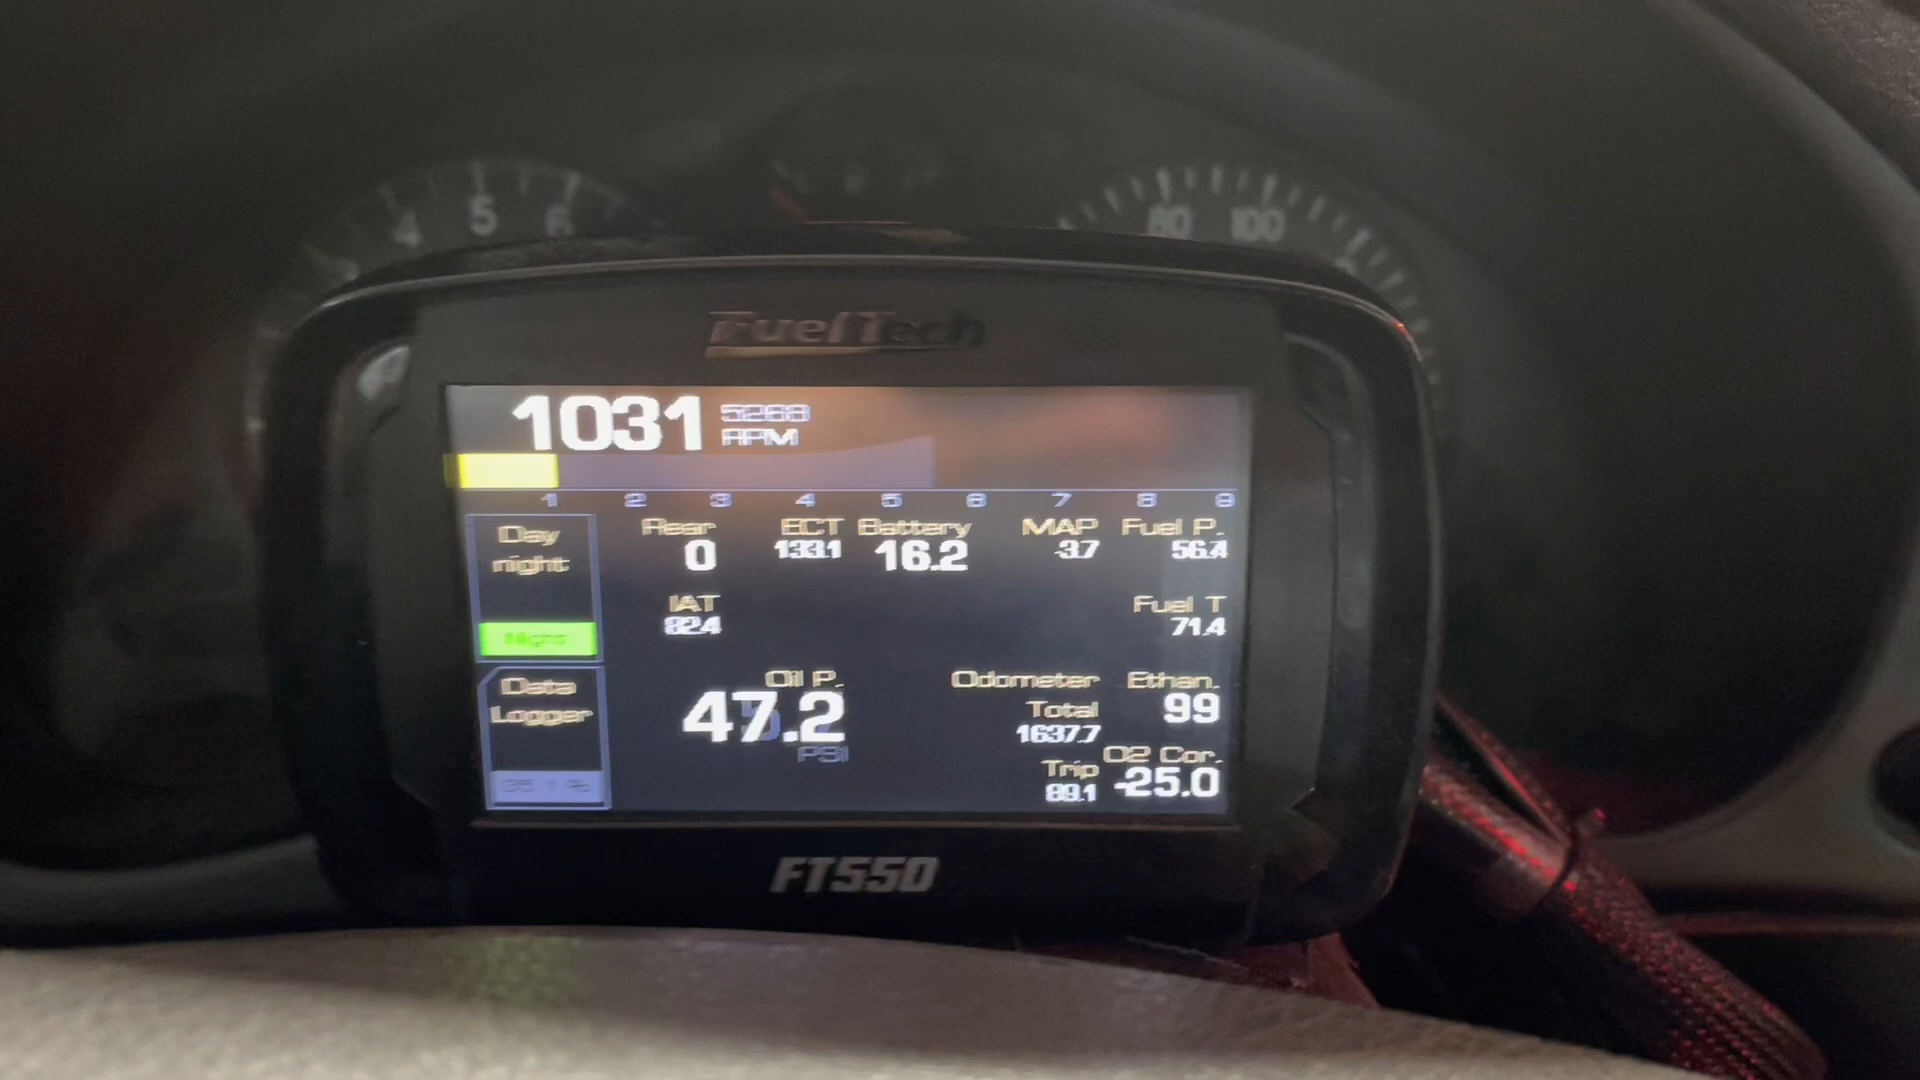 4 5 6
80 100
FuelTech
1031 5268
RPM
1 2 3 4 5 6 7 8 9
Day
night
Night
Rear
0
ECT
133.1
Battery
16.2
MAP
-3.7
Fuel P.
56.4
IAT
82.4
Fuel T
71.4
Data
Logger
Oil P.
47.2
PSI
Odometer
Total
1637.7
Trip
89.1
Ethan.
99
O2 Cor.
-25.0
FT550